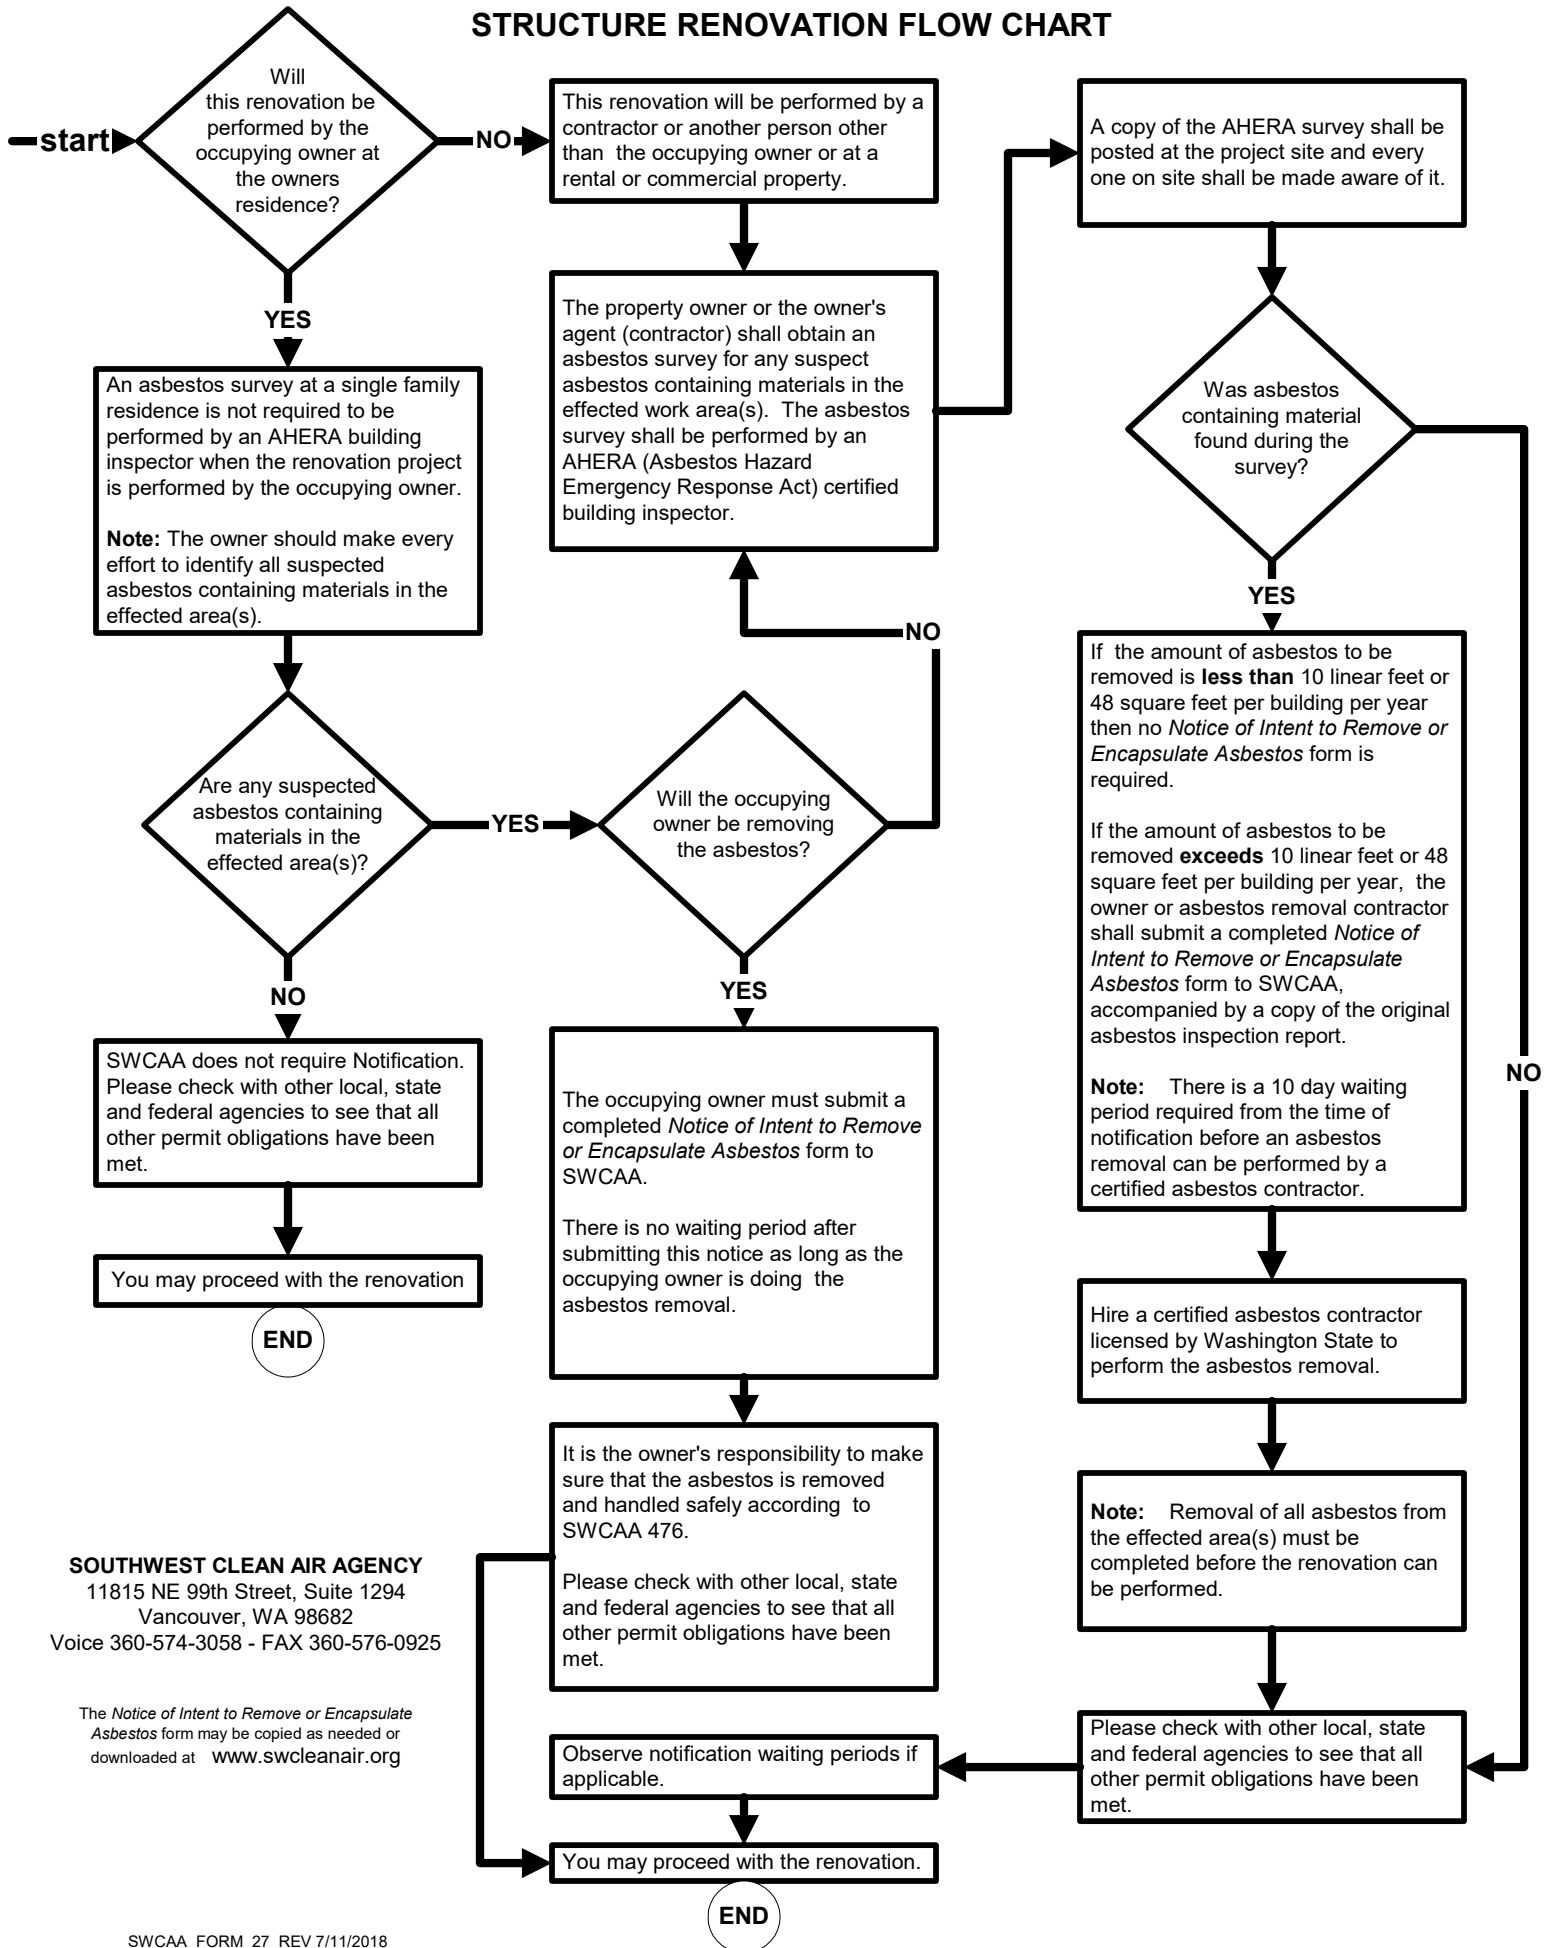 STRUCTURE RENOVATION FLOW CHART
start
Will
this renovation be
performed by the
occupying owner at
the owners
residence?
NO
This renovation will be performed by a
contractor or another person other
than the occupying owner or at a
rental or commercial property.
A copy of the AHERA survey shall be
posted at the project site and every
one on site shall be made aware of it.
YES
The property owner or the owner's
agent (contractor) shall obtain an
asbestos survey for any suspect
asbestos containing materials in the
effected work area(s). The asbestos
survey shall be performed by an
AHERA (Asbestos Hazard
Emergency Response Act) certified
building inspector.
An asbestos survey at a single family
residence is not required to be
performed by an AHERA building
inspector when the renovation project
is performed by the occupying owner.
Note: The owner should make every
effort to identify all suspected
asbestos containing materials in the
effected area(s).
Was asbestos
containing material
found during the
survey?
YES
NO
NO
Are any suspected
asbestos containing
materials in the
effected area(s)?
YES
Will the occupying
owner be removing
the asbestos?
If the amount of asbestos to be
removed is less than 10 linear feet or
48 square feet per building per year
then no Notice of Intent to Remove or
Encapsulate Asbestos form is
required.
If the amount of asbestos to be
removed exceeds 10 linear feet or 48
square feet per building per year, the
owner or asbestos removal contractor
shall submit a completed Notice of
Intent to Remove or Encapsulate
Asbestos form to SWCAA,
accompanied by a copy of the original
asbestos inspection report.
Note: There is a 10 day waiting
period required from the time of
notification before an asbestos
removal can be performed by a
certified asbestos contractor.
NO
YES
SWCAA does not require Notification.
Please check with other local, state
and federal agencies to see that all
other permit obligations have been
met.
You may proceed with the renovation
END
The occupying owner must submit a
completed Notice of Intent to Remove
or Encapsulate Asbestos form to
SWCAA.
There is no waiting period after
submitting this notice as long as the
occupying owner is doing the
asbestos removal.
Hire a certified asbestos contractor
licensed by Washington State to
perform the asbestos removal.
It is the owner's responsibility to make
sure that the asbestos is removed
and handled safely according to
SWCAA 476.
Please check with other local, state
and federal agencies to see that all
other permit obligations have been
met.
Note: Removal of all asbestos from
the effected area(s) must be
completed before the renovation can
be performed.
SOUTHWEST CLEAN AIR AGENCY
11815 NE 99th Street, Suite 1294
Vancouver, WA 98682
Voice 360-574-3058 - FAX 360-576-0925
The Notice of Intent to Remove or Encapsulate
Asbestos form may be copied as needed or
downloaded at www.swcleanair.org
Please check with other local, state
and federal agencies to see that all
other permit obligations have been
met.
Observe notification waiting periods if
applicable.
You may proceed with the renovation.
END
SWCAA FORM 27 REV 7/11/2018